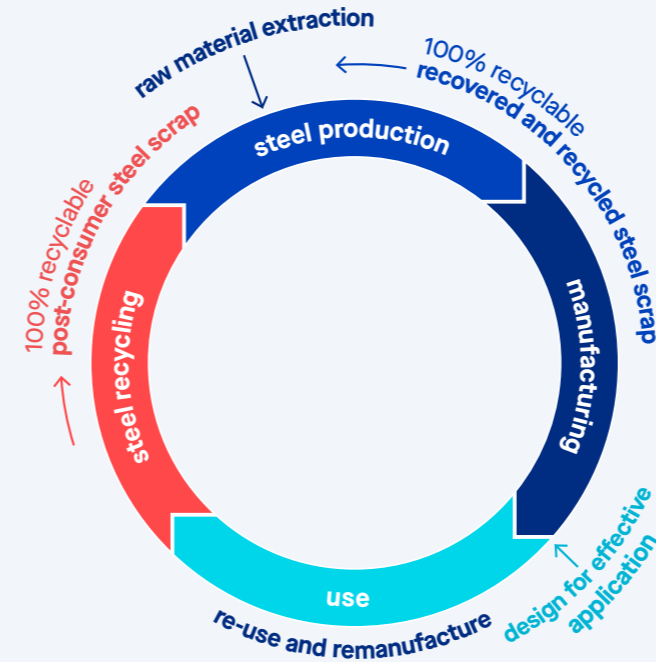 raw material extraction
100% recyclable
recovered and recycled steel scrap
steel production
manufacturing
design for effective
application
use
re-use and remanufacture
steel recycling
100% recyclable
post-consumer steel scrap